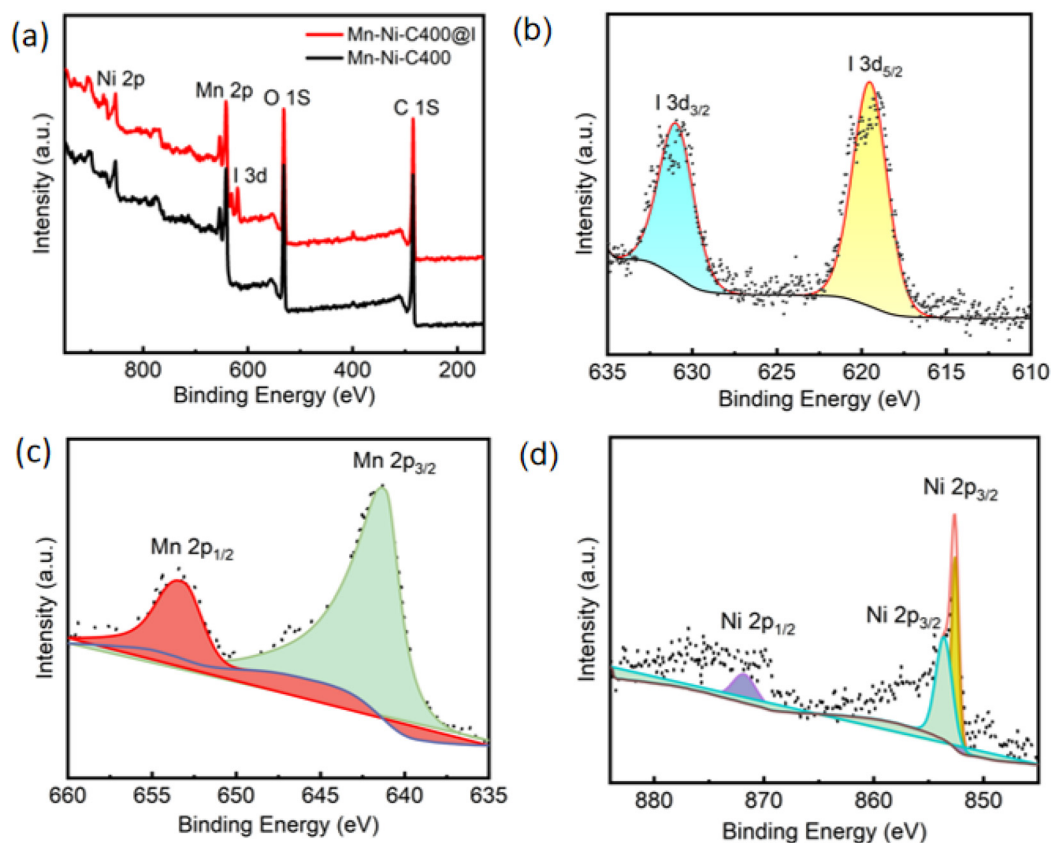 (a)
Mn-Ni-C400@I
Mn-Ni-C400
Ni 2p
Mn 2p
O 1S
C 1S
I 3d
Intensity (a.u.)
800 600 400 200
Binding Energy (eV)
(b)
I 3d5/2
I 3d3/2
Intensity (a.u.)
635 630 625 620 615 610
Binding Energy (eV)
(c)
Mn 2p3/2
Mn 2p1/2
Intensity (a.u.)
660 655 650 645 640 635
Binding Energy (eV)
(d)
Ni 2p3/2
Ni 2p3/2
Ni 2p1/2
Intensity (a.u.)
880 870 860 850
Binding Energy (eV)